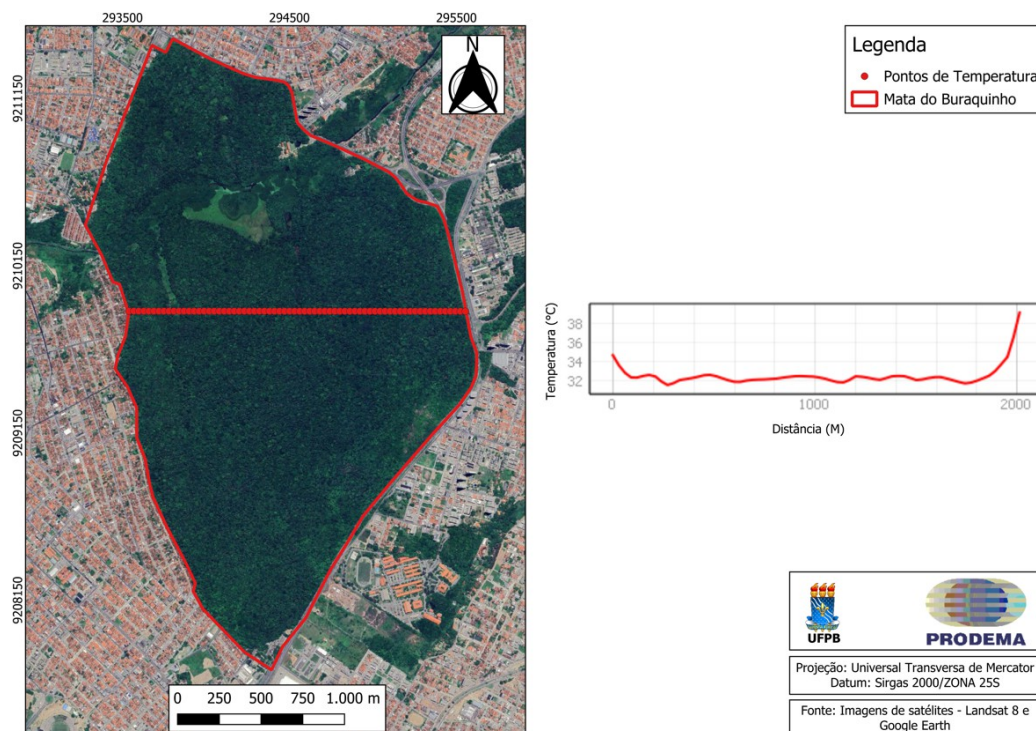 293500 294500 295500
9211150
9210150
9209150
9208150
N
0 250 500 750 1.000 m
Legenda
Pontos de Temperatura
Mata do Buraquinho
Temperatura (°C)
38
36
34
32
0 1000 2000
Distância (M)
UFPB
PRODEMA
Projeção: Universal Transversa de Mercator
Datum: Sirgas 2000/ZONA 25S
Fonte: Imagens de satélites - Landsat 8 e
Google Earth